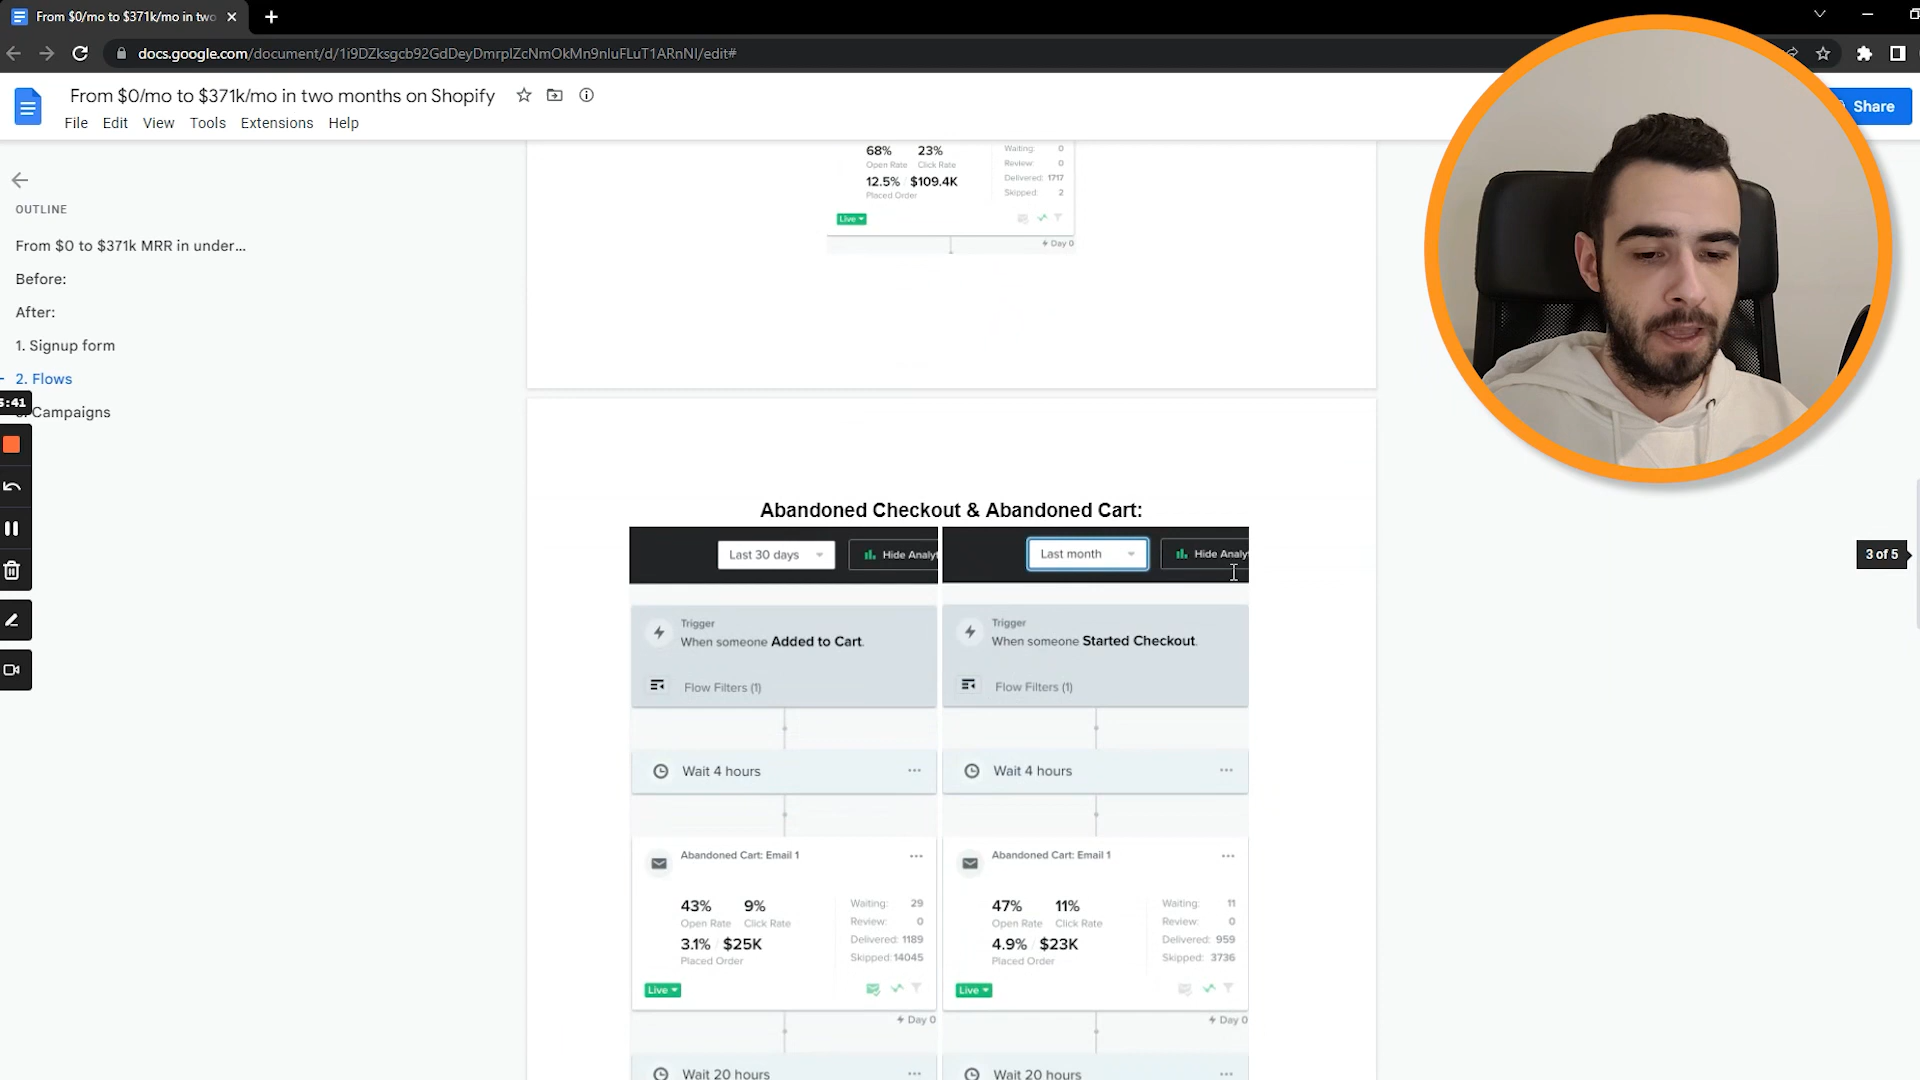 From $0/mo to $371k/mo in two
docs.google.com/document/d/1i9DZksgcb92GdDeyDmrpIZcNmOkMn9nluFLuT1ARnNI/edit#
From $0/mo to $371k/mo in two months on Shopify
Share
File Edit View Tools Extensions Help
OUTLINE
From $0 to $371k MRR in under...
Before:
After:
1. Signup form
2. Flows
5:41
Campaigns
68% 23%
Open Rate Click Rate
12.5% / $109.4K
Placed Order
Waiting: 0
Review: 0
Delivered: 1717
Skipped: 2
Live
Day 0
3 of 5
Abandoned Checkout & Abandoned Cart:
Last 30 days
Hide Analy
Trigger
When someone Added to Cart.
Flow Filters (1)
Wait 4 hours
Abandoned Cart: Email 1
43% 9%
Open Rate Click Rate
3.1% / $25K
Placed Order
Waiting: 29
Review: 0
Delivered: 1189
Skipped: 14045
Live
Day 0
Wait 20 hours
Last month
Hide Analy
Trigger
When someone Started Checkout.
Flow Filters (1)
Wait 4 hours
Abandoned Cart: Email 1
47% 11%
Open Rate Click Rate
4.9% / $23K
Placed Order
Waiting: 11
Review: 0
Delivered: 959
Skipped: 3736
Live
Day 0
Wait 20 hours